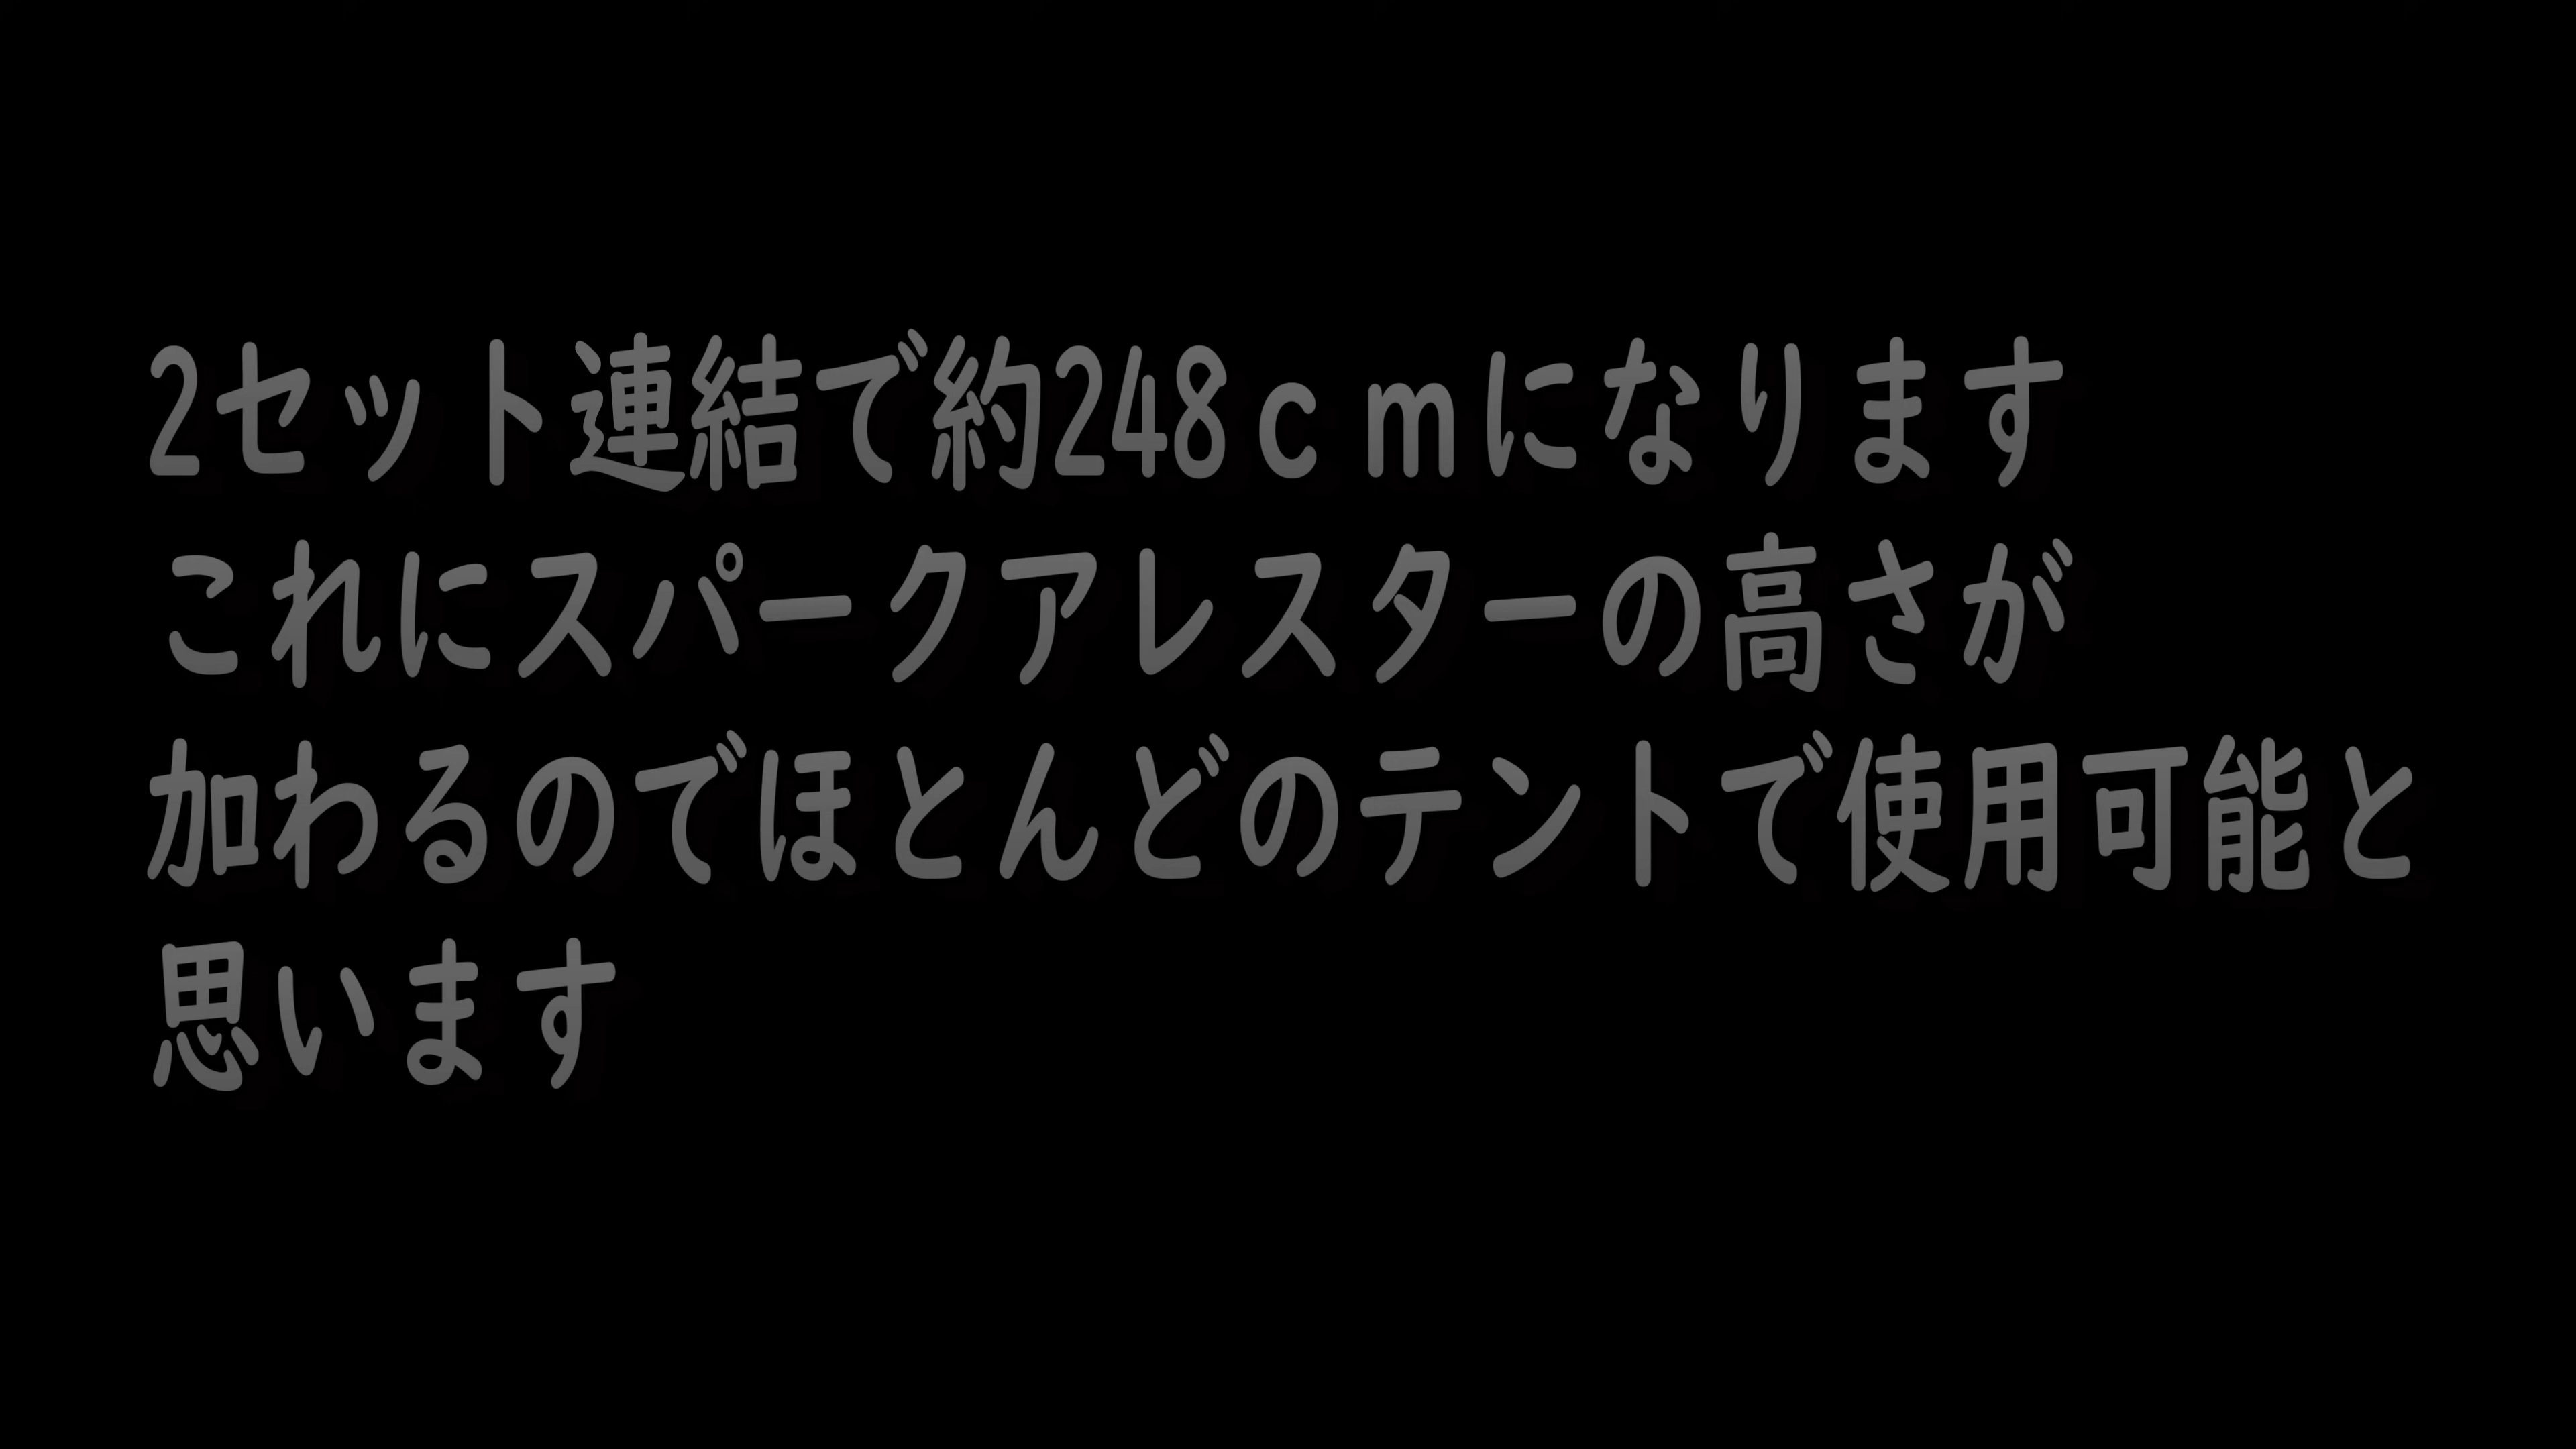 2セット連結で約248ｃｍになります
これにスパークアレスターの高さが
加わるのでほとんどのテントで使用可能と
思います